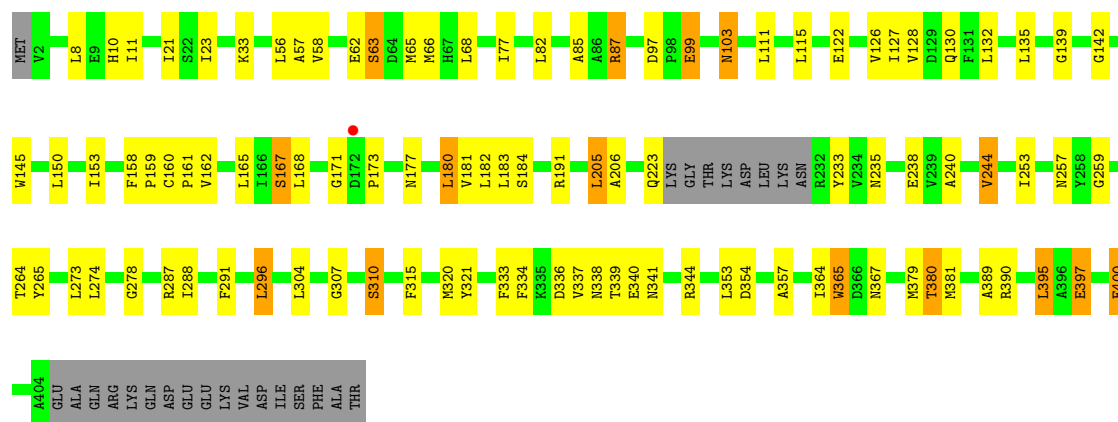 MET V2 L8 E9 H10 I11 I21 S22 I23 K33 L56 A57 V58 E62 S63 D64 M65 M66 H67 L68 I77 L82 A85 A86 R87 D97 P98 E99 N103 L111 L115 E122 V126 I127 V128 D129 Q130 F131 L132 L135 G139 G142
W145 L150 I153 F158 P159 C160 P161 V162 L165 I166 S167 L168 G171 D172 P173 N177 L180 V181 L182 L183 S184 R191 L205 A206 Q223 LYS GLY THR LYS ASP LEU LYS ASN R232 Y233 V234 N235 E238 V239 A240 V244 I253 N257 Y258 G259
T264 Y265 L273 L274 G278 R287 I288 F291 L296 L304 G307 S310 F315 M320 Y321 F333 F334 K335 D336 V337 N338 T339 E340 N341 R344 L353 D354 A357 I364 W365 D366 N367 M379 T380 M381 A389 R390 L395 A396 E397
A404 GLU ALA GLN ARG LYS GLN ASP GLU GLU LYS VAL ASP ILE SER PHE ALA THR